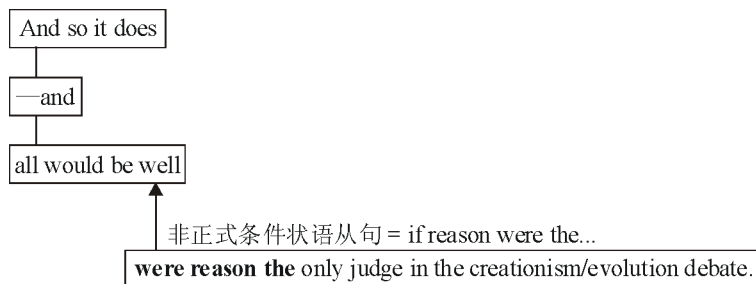 And so it does
—and
all would be well
非正式条件状语从句 = if reason were the...
were reason the only judge in the creationism/evolution debate.